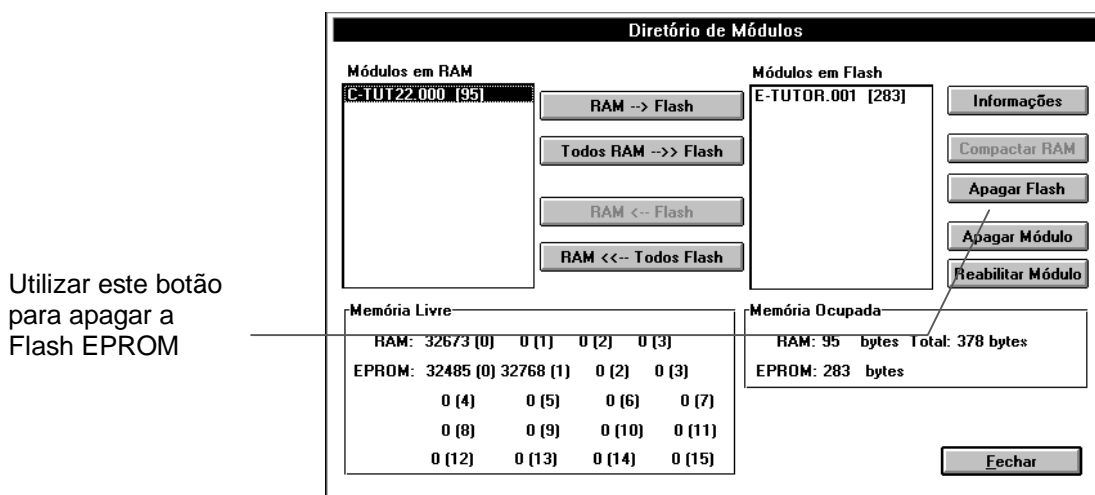 Diretório de Módulos
Módulos em RAM
Módulos em Flash
C-TUT22.000 [95]
E-TUTOR.001 [283]
RAM --> Flash
Todos RAM -->> Flash
RAM <-- Flash
RAM <<-- Todos Flash
Informações
Compactar RAM
Apagar Flash
Apagar Módulo
Reabilitar Módulo
Utilizar este botão
para apagar a
Flash EPROM
Memória Livre
RAM: 32673 (0) 0 (1) 0 (2) 0 (3)
EPROM: 32485 (0) 32768 (1) 0 (2) 0 (3)
0 (4) 0 (5) 0 (6) 0 (7)
0 (8) 0 (9) 0 (10) 0 (11)
0 (12) 0 (13) 0 (14) 0 (15)
Memória Ocupada
RAM: 95 bytes Total: 378 bytes
EPROM: 283 bytes
Fechar